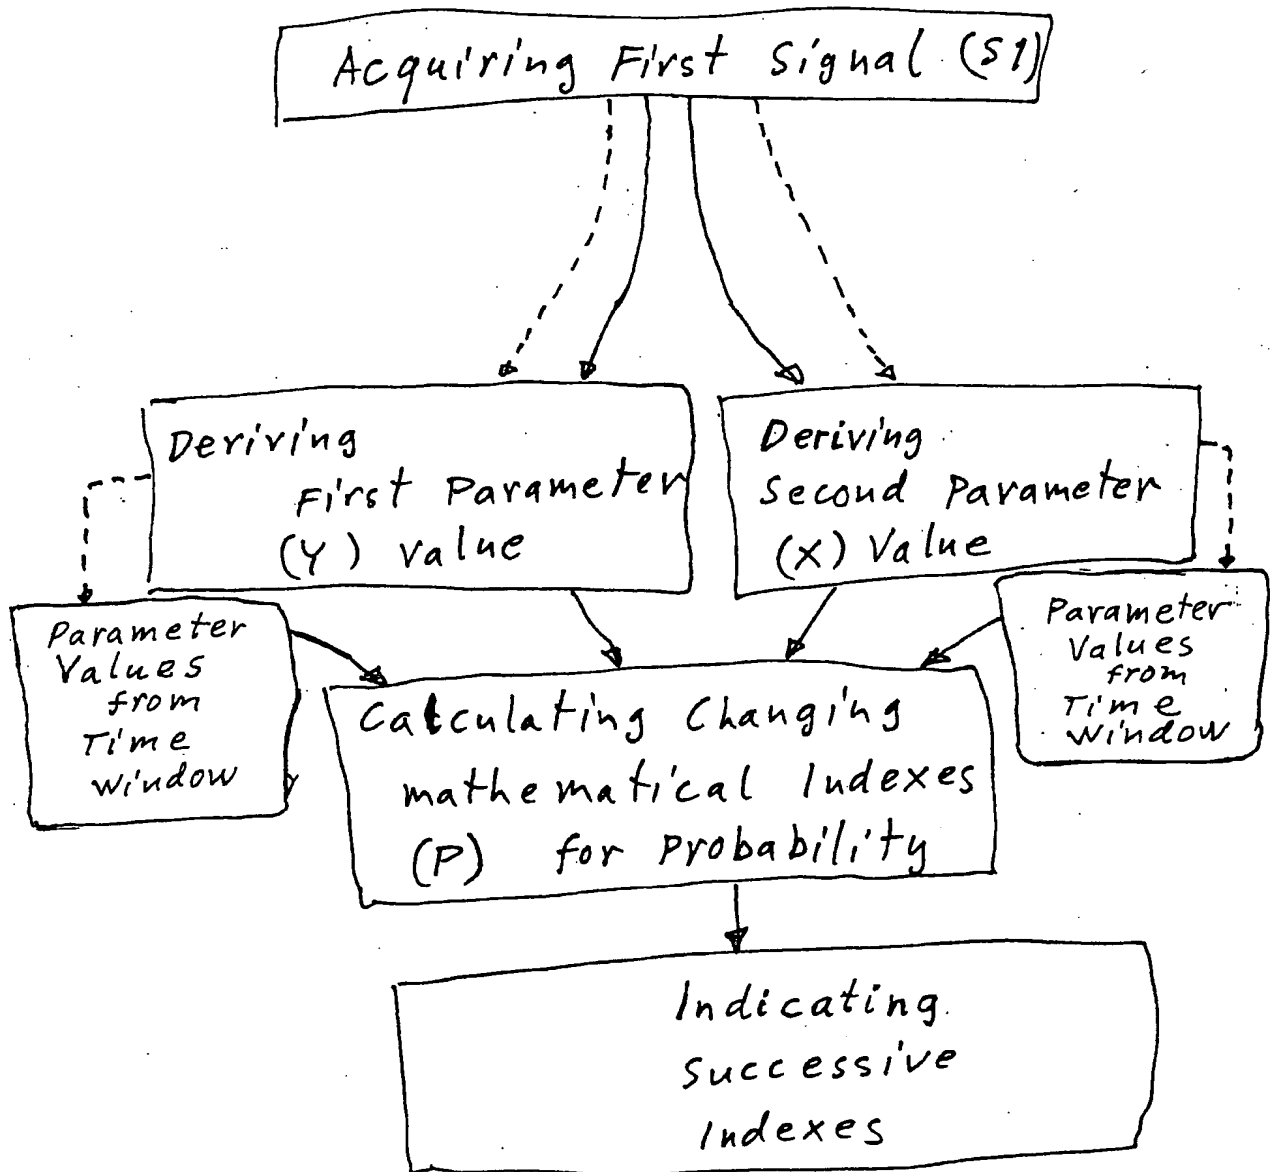 Acquiring First Signal (S1)
Deriving
First Parameter
(Y) Value
Deriving
Second Parameter
(X) Value
Parameter
Values
from
Time
Window
Parameter
Values
from
Time
Window
Calculating Changing
mathematical Indexes
(P) for Probability
Indicating
Successive
Indexes